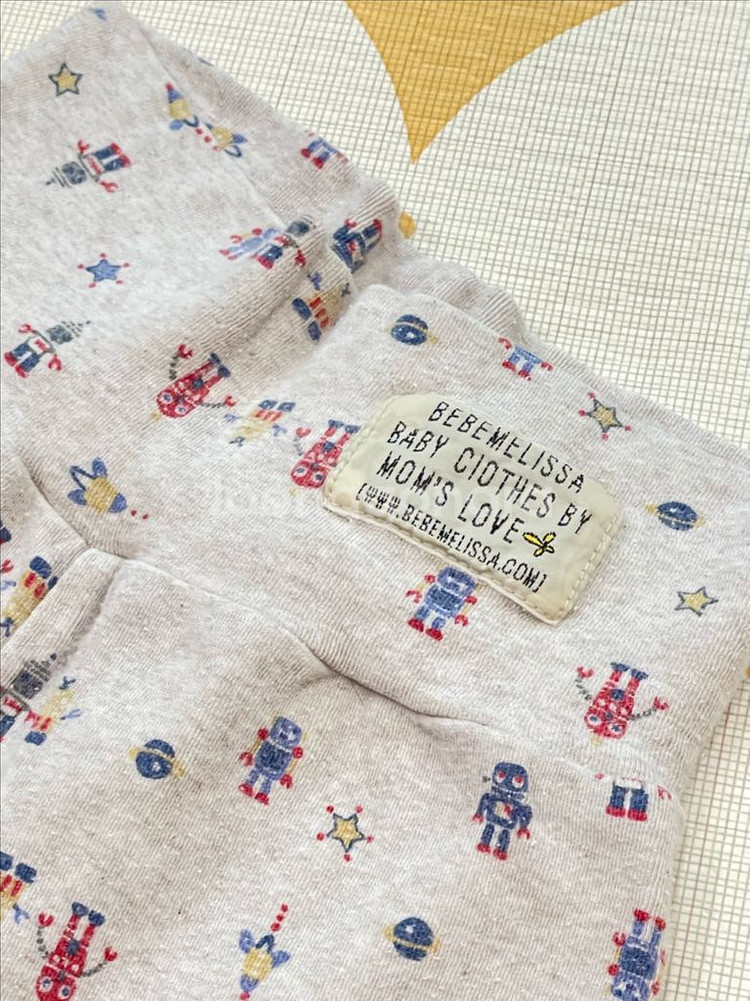 BEBEMELISSA
BABY CIOTHES BY
MOM'S LOVE
[WWW.BEBEMELISSA.COM]